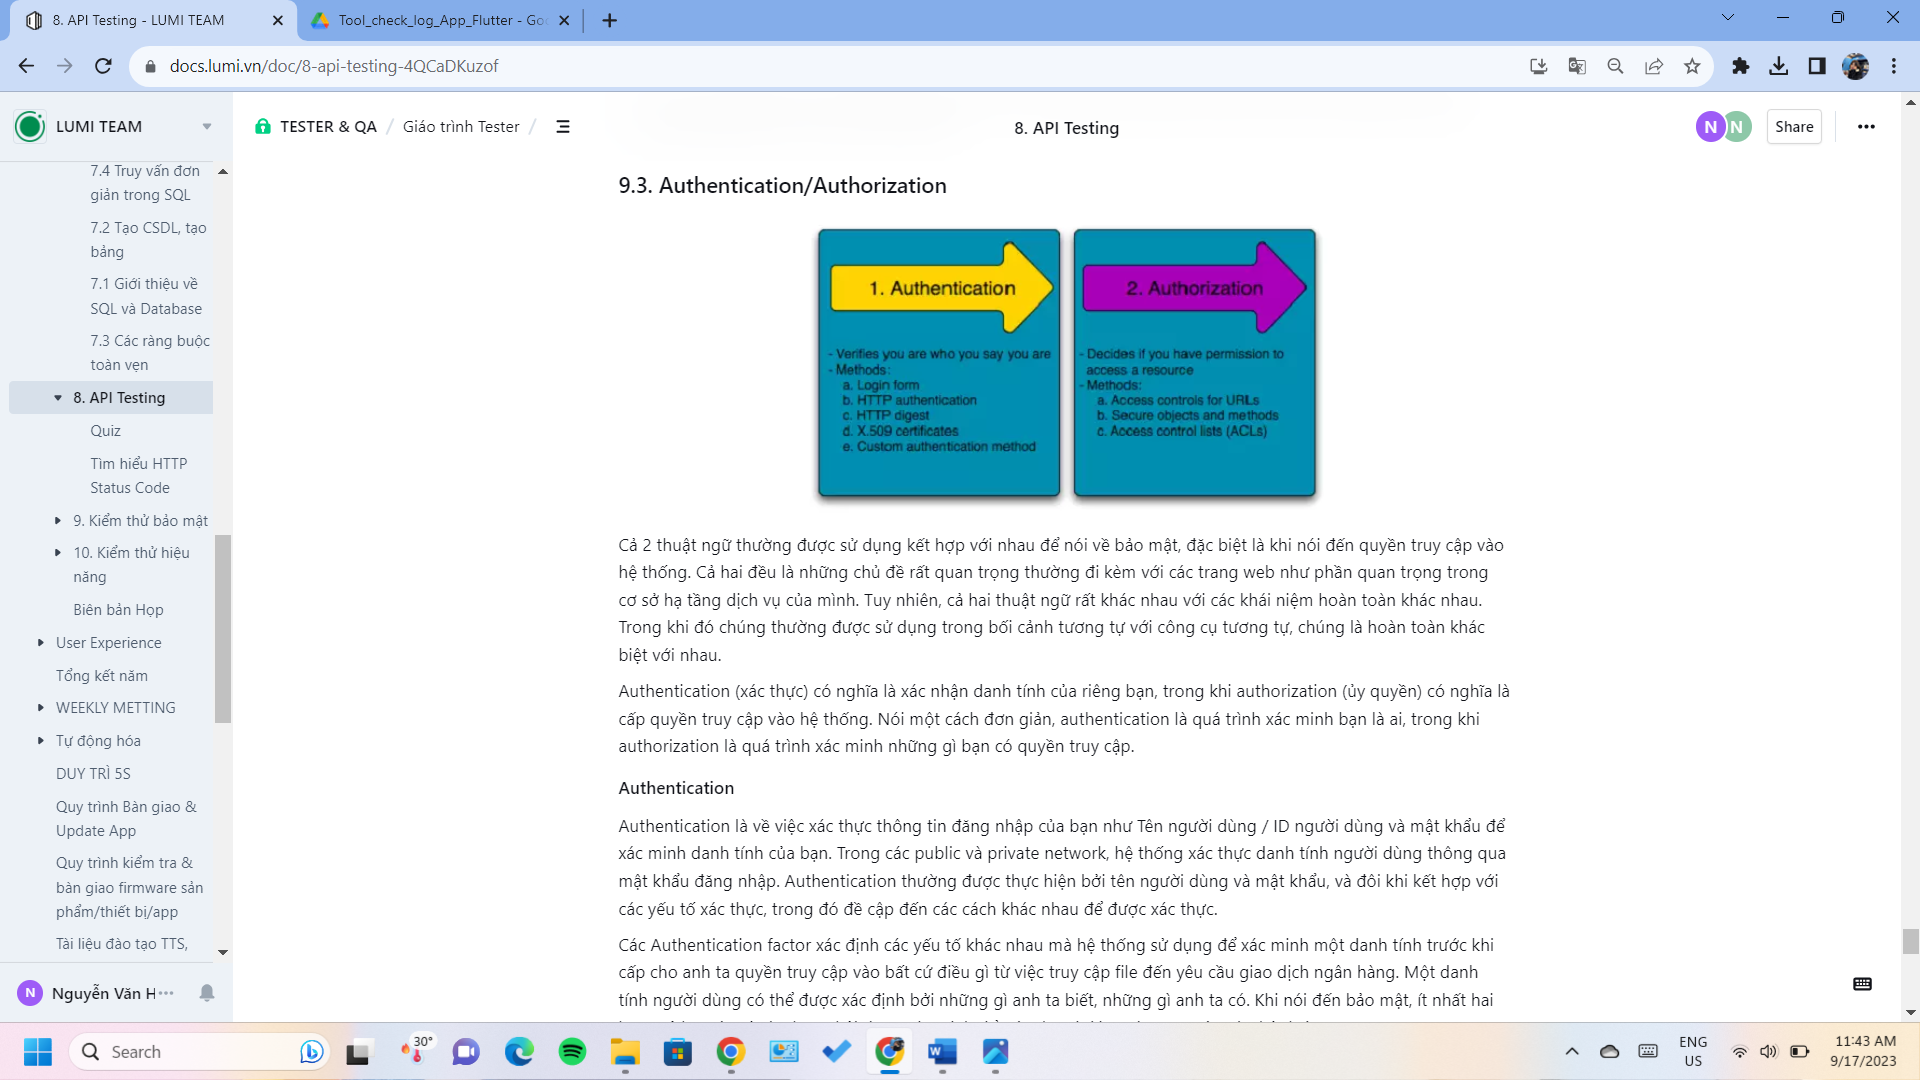 8. API Testing - LUMI TEAM
Tool_check_log_App_Flutter - Goo
docs.lumi.vn/doc/8-api-testing-4QCaDKuzof
LUMI TEAM
TESTER & QA / Giáo trình Tester /
8. API Testing
N
N
Share
7.4 Truy vấn đơn
giản trong SQL
7.2 Tạo CSDL, tạo
bảng
7.1 Giới thiệu về
SQL và Database
7.3 Các ràng buộc
toàn vẹn
8. API Testing
Quiz
Tìm hiểu HTTP
Status Code
9. Kiểm thử bảo mật
10. Kiểm thử hiệu
năng
Biên bản Họp
User Experience
Tổng kết năm
WEEKLY METTING
Tự động hóa
DUY TRÌ 5S
Quy trình Bàn giao &
Update App
Quy trình kiểm tra &
bàn giao firmware sản
phẩm/thiết bị/app
Tài liệu đào tạo TTS,
N
Nguyễn Văn H
9.3. Authentication/Authorization
1. Authentication
- Verifies you are who you say you are
- Methods:
a. Login form
b. HTTP authentication
c. HTTP digest
d. X.509 certificates
e. Custom authentication method
2. Authorization
- Decides if you have permission to
access a resource
- Methods:
a. Access controls for URLs
b. Secure objects and methods
c. Access control lists (ACLs)
Cả 2 thuật ngữ thường được sử dụng kết hợp với nhau để nói về bảo mật, đặc biệt là khi nói đến quyền truy cập vào
hệ thống. Cả hai đều là những chủ đề rất quan trọng thường đi kèm với các trang web như phần quan trọng trong
cơ sở hạ tầng dịch vụ của mình. Tuy nhiên, cả hai thuật ngữ rất khác nhau với các khái niệm hoàn toàn khác nhau.
Trong khi đó chúng thường được sử dụng trong bối cảnh tương tự với công cụ tương tự, chúng là hoàn toàn khác
biệt với nhau.
Authentication (xác thực) có nghĩa là xác nhận danh tính của riêng bạn, trong khi authorization (ủy quyền) có nghĩa là
cấp quyền truy cập vào hệ thống. Nói một cách đơn giản, authentication là quá trình xác minh bạn là ai, trong khi
authorization là quá trình xác minh những gì bạn có quyền truy cập.
Authentication
Authentication là về việc xác thực thông tin đăng nhập của bạn như Tên người dùng / ID người dùng và mật khẩu để
xác minh danh tính của bạn. Trong các public và private network, hệ thống xác thực danh tính người dùng thông qua
mật khẩu đăng nhập. Authentication thường được thực hiện bởi tên người dùng và mật khẩu, và đôi khi kết hợp với
các yếu tố xác thực, trong đó đề cập đến các cách khác nhau để được xác thực.
Các Authentication factor xác định các yếu tố khác nhau mà hệ thống sử dụng để xác minh một danh tính trước khi
cấp cho anh ta quyền truy cập vào bất cứ điều gì từ việc truy cập file đến yêu cầu giao dịch ngân hàng. Một danh
tính người dùng có thể được xác định bởi những gì anh ta biết, những gì anh ta có. Khi nói đến bảo mật, ít nhất hai
Search
30°
ENG
US
11:43 AM
9/17/2023